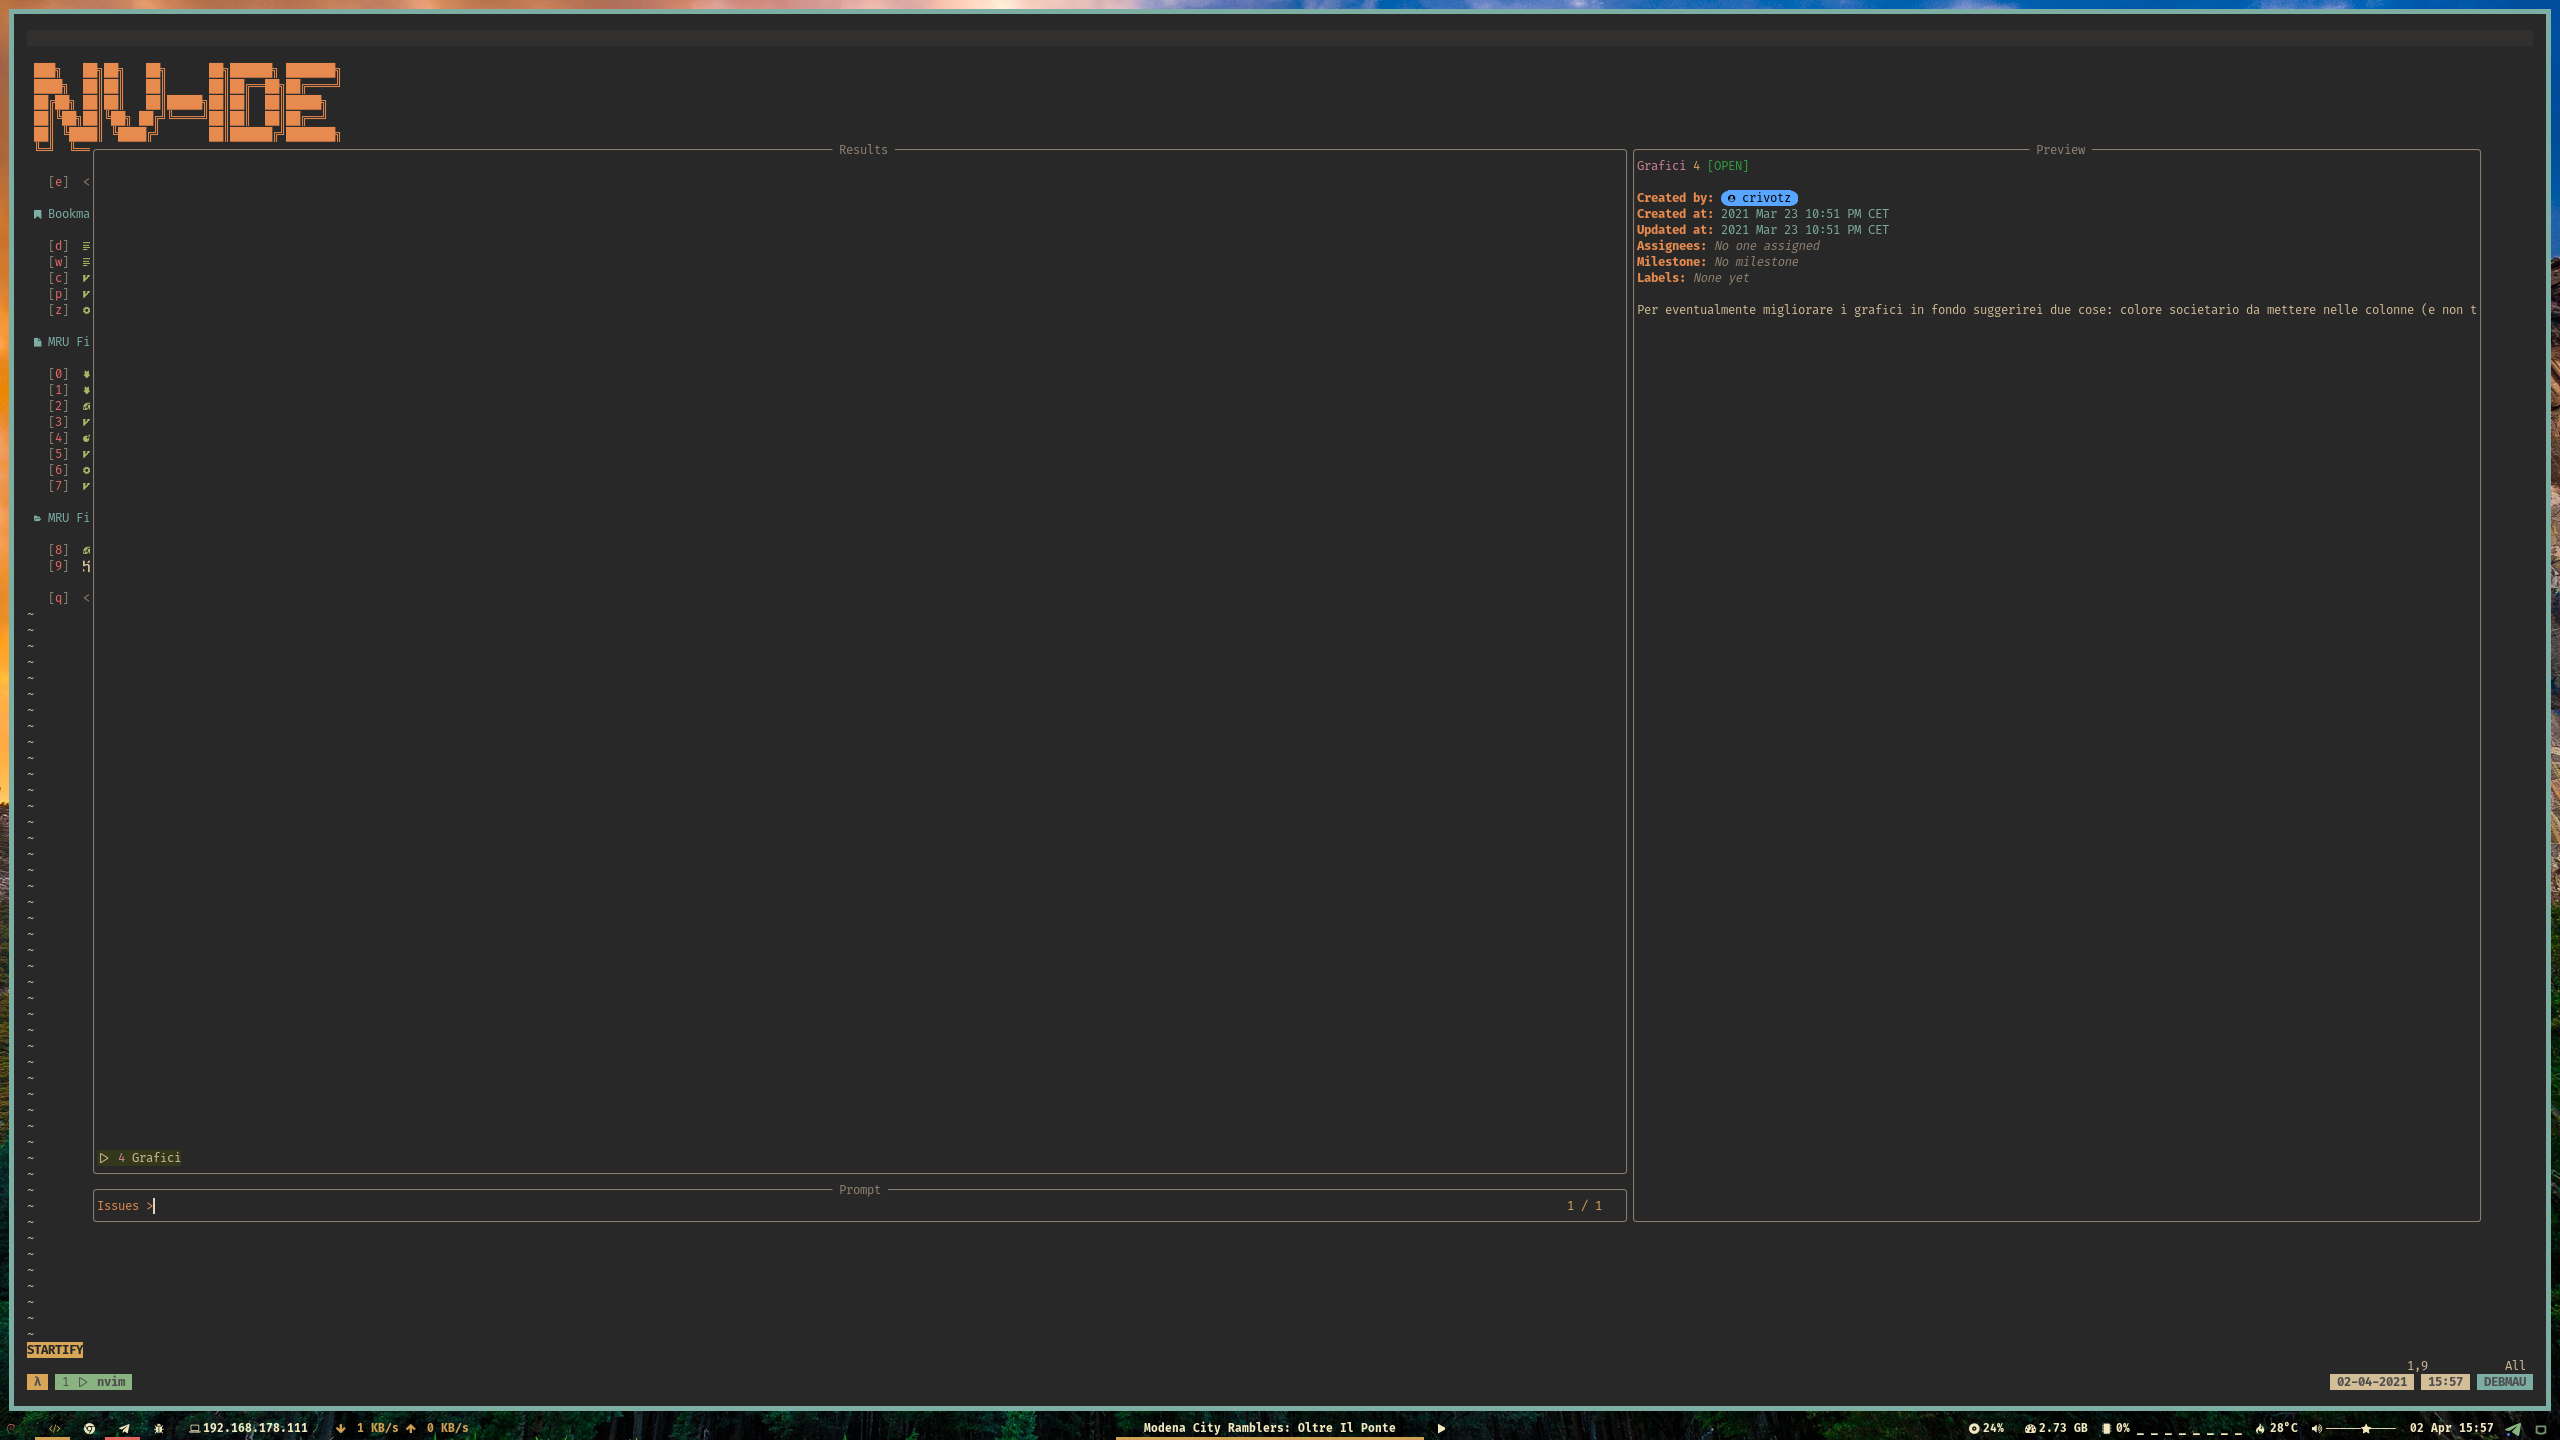 NV-IDE
Results
Preview
[e] <
Bookma
[d]
[w]
[c]
[p]
[z]
MRU Fi
[0]
[1]
[2]
[3]
[4]
[5]
[6]
[7]
MRU Fi
[8]
[9]
[q] <
Grafici 4 [OPEN]
Created by: crivotz
Created at: 2021 Mar 23 10:51 PM CET
Updated at: 2021 Mar 23 10:51 PM CET
Assignees: No one assigned
Milestone: No milestone
Labels: None yet
Per eventualmente migliorare i grafici in fondo suggerirei due cose: colore societario da mettere nelle colonne (e non t
4 Grafici
Prompt
Issues > 1 / 1
STARTIFY
1,9 All
λ 1 ▷ nvim 02-04-2021 15:57 DEBMAU
192.168.178.111 1 KB/s 0 KB/s Modena City Ramblers: Oltre Il Ponte 24% 2.73 GB 0% _ _ _ _ _ _ _ _ 28°C 02 Apr 15:57